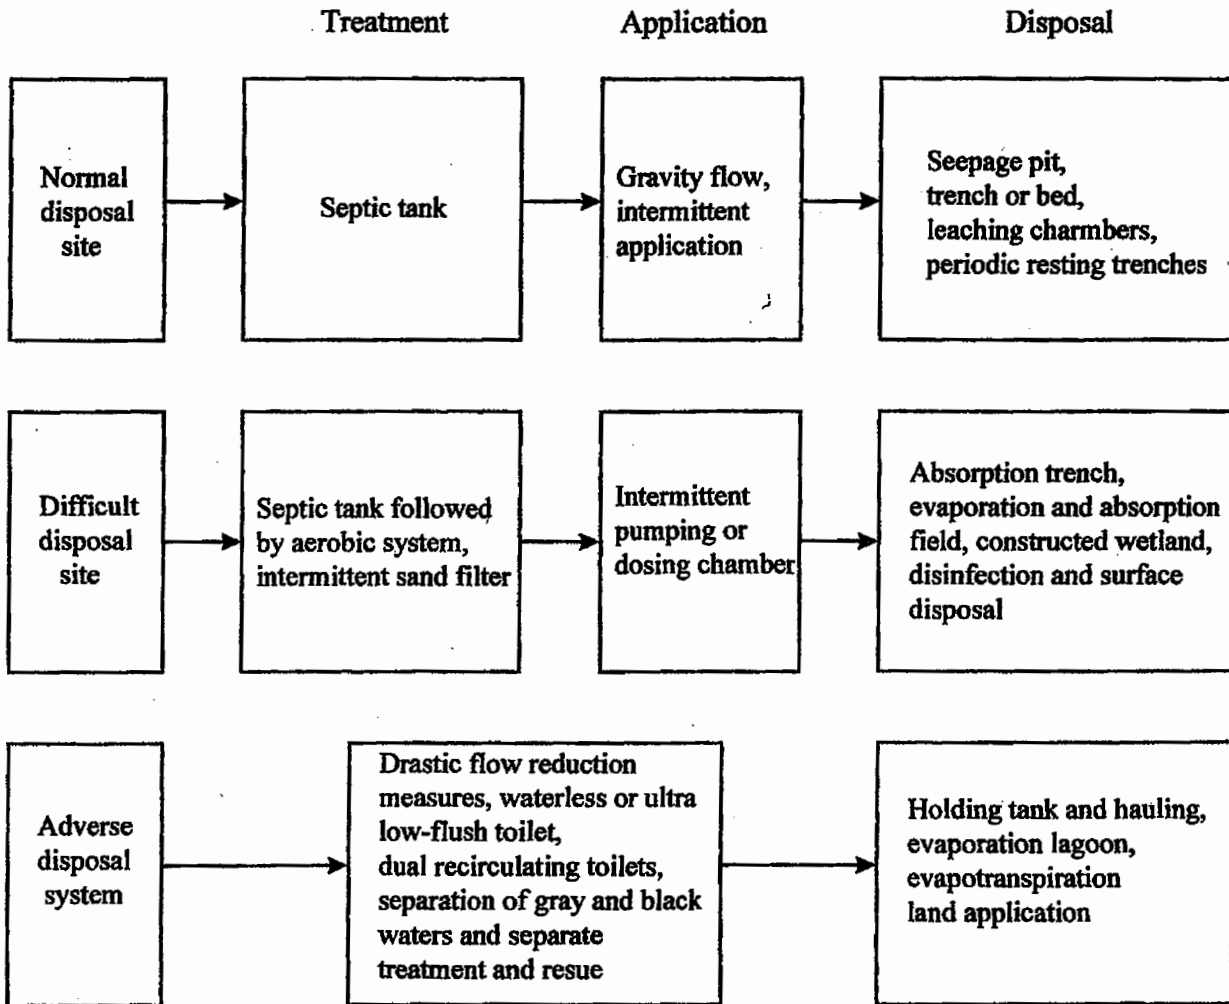 Treatment
Application
Disposal
Normal
disposal
site
Septic tank
Gravity flow,
intermittent
application
Seepage pit,
trench or bed,
leaching charmbers,
periodic resting trenches
Difficult
disposal
site
Septic tank followed
by aerobic system,
intermittent sand filter
Intermittent
pumping or
dosing chamber
Absorption trench,
evaporation and absorption
field, constructed wetland,
disinfection and surface
disposal
Adverse
disposal
system
Drastic flow reduction
measures, waterless or ultra
low-flush toilet,
dual recirculating toilets,
separation of gray and black
waters and separate
treatment and resue
Holding tank and hauling,
evaporation lagoon,
evapotranspiration
land application